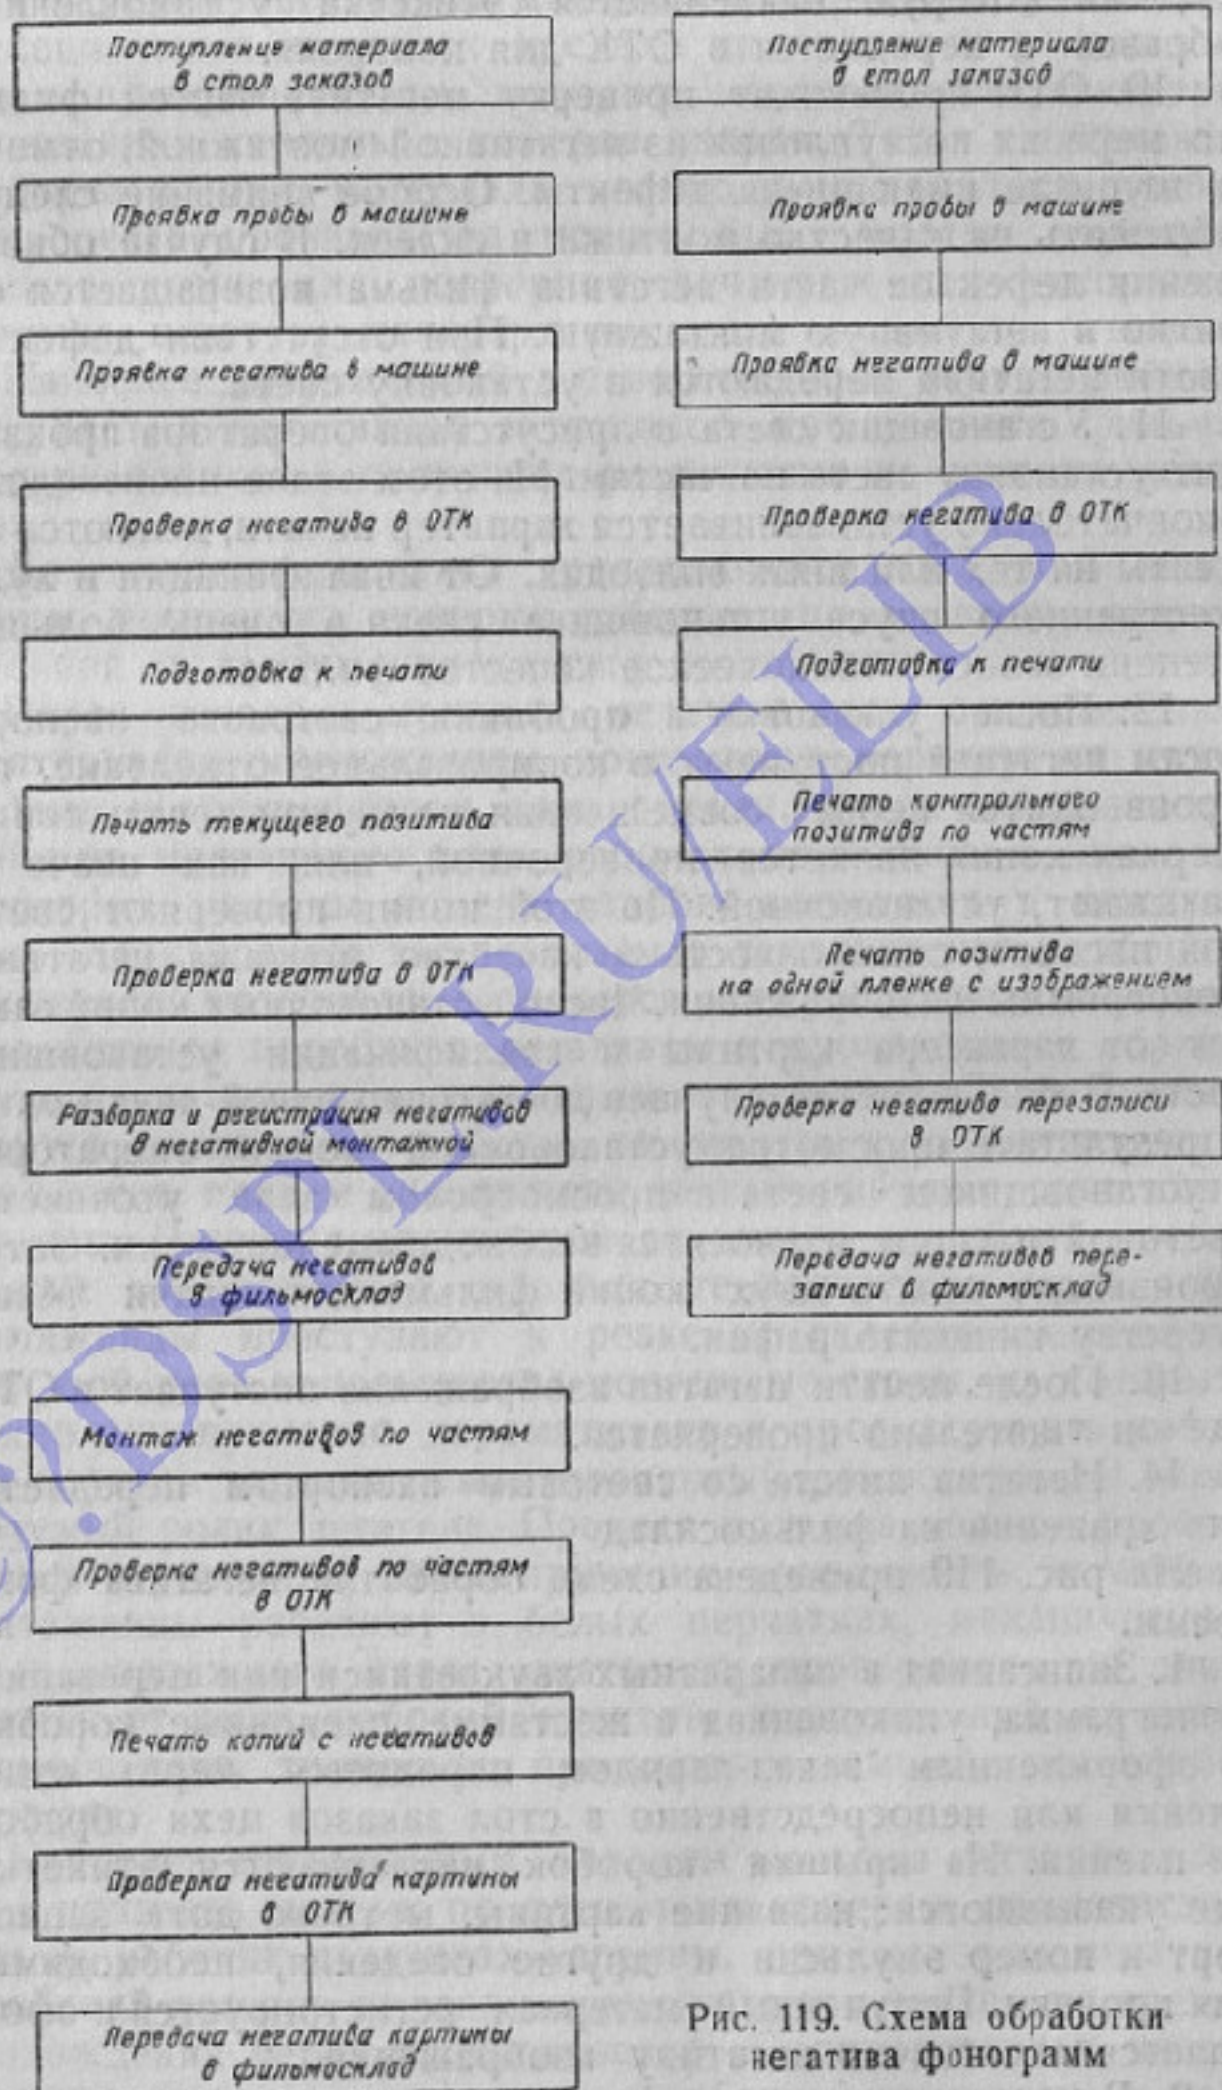 Поступление материала
в стол заказов
Проявка пробы в машине
Проявка негатива в машине
Проверка негатива в ОТК
Подготовка к печати
Печать текущего позитива
Проверка негатива в ОТК
Разборка и регистрация негативов
в негативной монтажной
Передача негативов
в фильмосклад
Монтаж негативов по частям
Проверка негативов по частям
в ОТК
Печать копий с негативов
Проверка негатива картины
в ОТК
Передача негатива картины
в фильмосклад
Поступление материала
в стол заказов
Проявка пробы в машине
Проявка негатива в машине
Проверка негатива в ОТК
Подготовка к печати
Печать контрольного
позитива по частям
Печать позитива
на одной пленке с изображением
Проверка негатива перезаписи
в ОТК
Передача негативов пере-
записи в фильмосклад
Рис. 119. Схема обработки
негатива фонограмм
©?DSPL.RU/ELIB